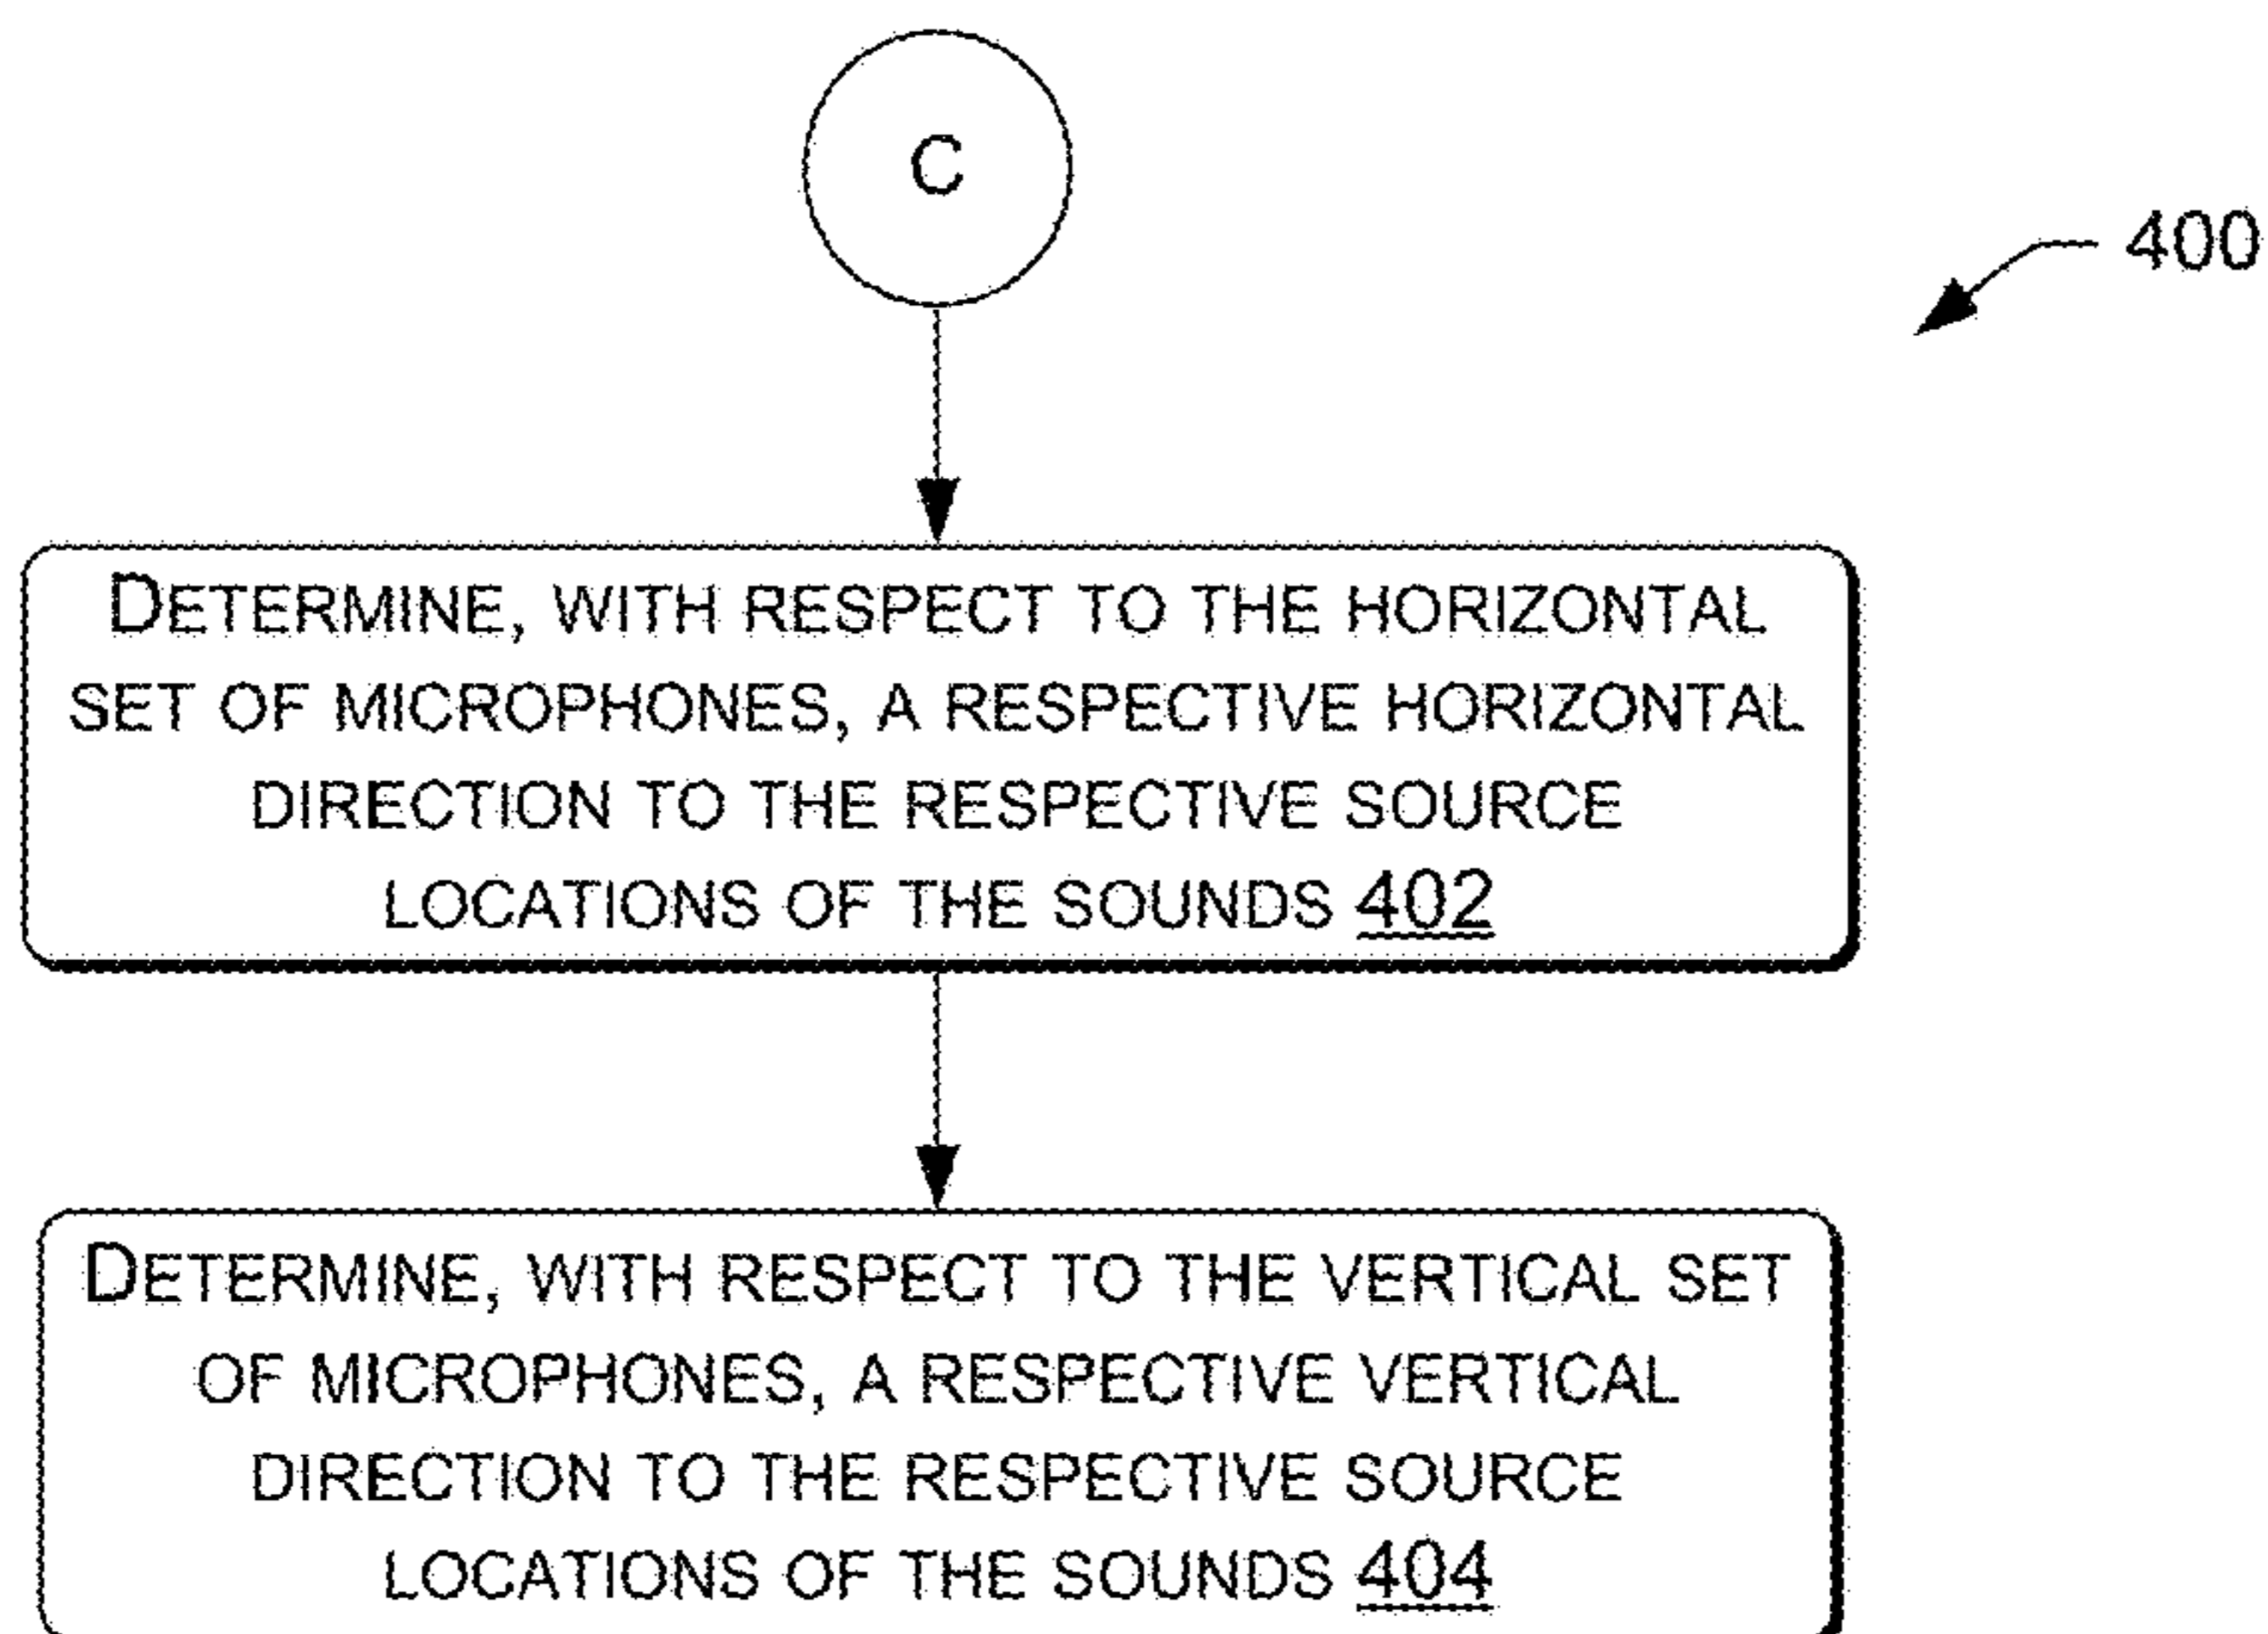 C
400
DETERMINE, WITH RESPECT TO THE HORIZONTAL
SET OF MICROPHONES, A RESPECTIVE HORIZONTAL
DIRECTION TO THE RESPECTIVE SOURCE
LOCATIONS OF THE SOUNDS 402
DETERMINE, WITH RESPECT TO THE VERTICAL SET
OF MICROPHONES, A RESPECTIVE VERTICAL
DIRECTION TO THE RESPECTIVE SOURCE
LOCATIONS OF THE SOUNDS 404